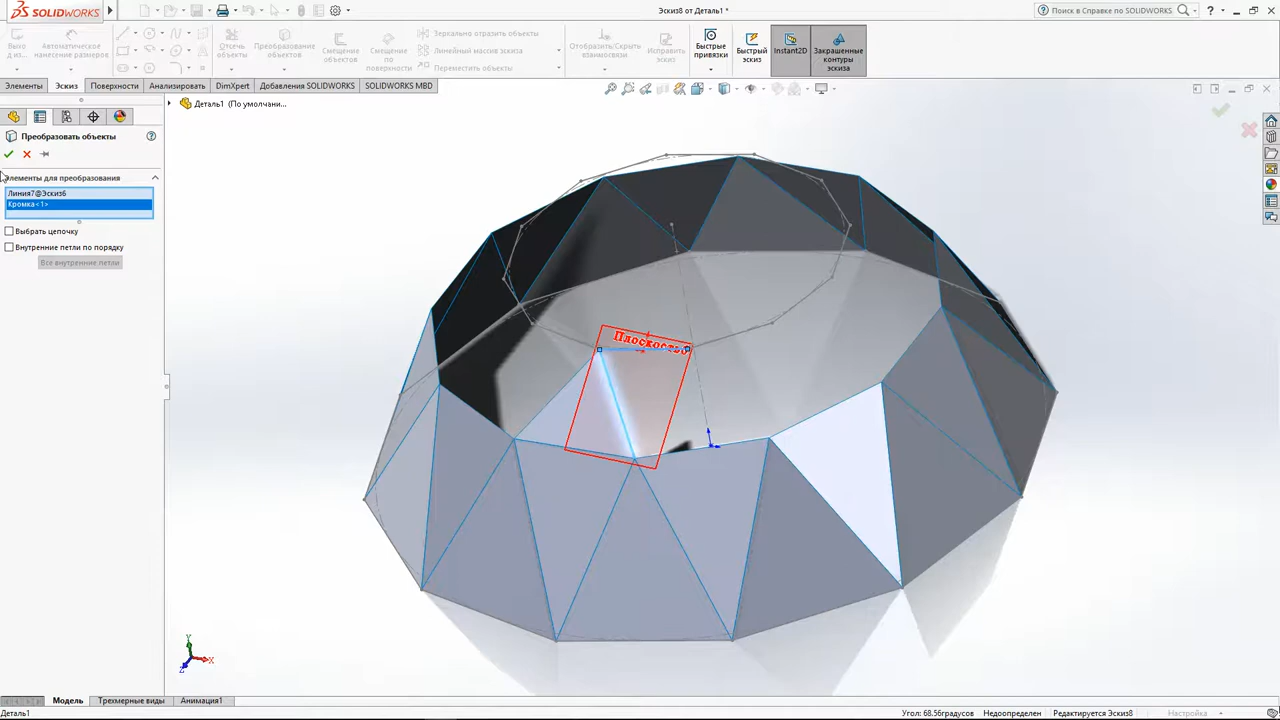 SOLIDWORKS
Эскиз8 от Деталь1 *
Поиск в Справке по SOLIDWORKS
Автоматическое
нанесение размеров
Отсечь
объекты
Преобразование
объектов
Смещение
объектов
Смещение
по
поверхности
Зеркально отразить объекты
Линейный массив эскиза
Переместить объекты
Отобразить/Скрыть
взаимосвязи
Исправить
эскиз
Быстрые
привязки
Быстрый
эскиз
Instant2D
Закрашенные
контуры
эскиза
Элементы
Эскиз
Поверхности
Анализировать
DimXpert
Добавления SOLIDWORKS
SOLIDWORKS MBD
Деталь1 (По умолчани...
Преобразовать объекты
Элементы для преобразования
Линия7@Эскиз6
Кромка<1>
Выбрать цепочку
Внутренние петли по порядку
Все внутренние петли
Y
X
Z
Модель
Трехмерные виды
Анимация1
Деталь1
Угол: 68.56градусов
Недоопределен
Редактируется Эскиз8
Настройка